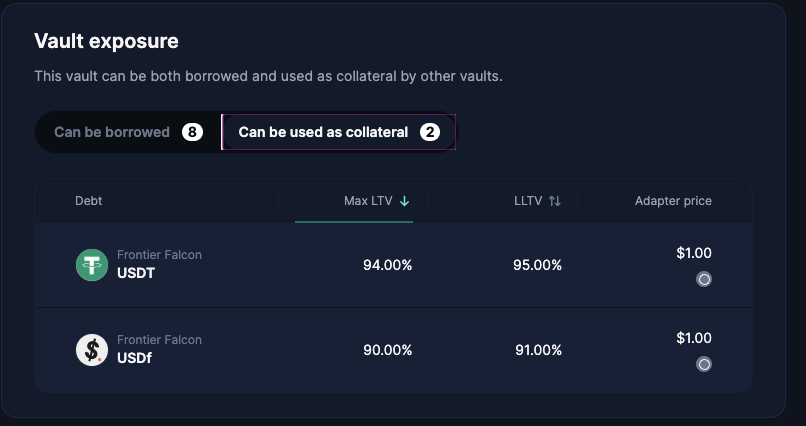 Vault exposure
This vault can be both borrowed and used as collateral by other vaults.
Can be borrowed 8 Can be used as collateral 2
Debt Max LTV LLTV Adapter price
Frontier Falcon
USDT 94.00% 95.00% $1.00
Frontier Falcon
USDf 90.00% 91.00% $1.00